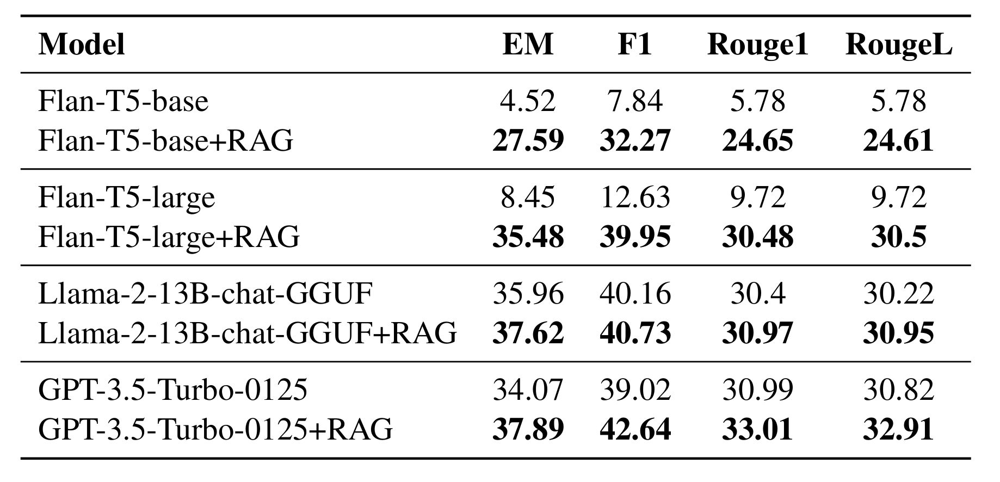 Model EM F1 Rouge1 RougeL
Flan-T5-base 4.52 7.84 5.78 5.78
Flan-T5-base+RAG 27.59 32.27 24.65 24.61
Flan-T5-large 8.45 12.63 9.72 9.72
Flan-T5-large+RAG 35.48 39.95 30.48 30.5
Llama-2-13B-chat-GGUF 35.96 40.16 30.4 30.22
Llama-2-13B-chat-GGUF+RAG 37.62 40.73 30.97 30.95
GPT-3.5-Turbo-0125 34.07 39.02 30.99 30.82
GPT-3.5-Turbo-0125+RAG 37.89 42.64 33.01 32.91